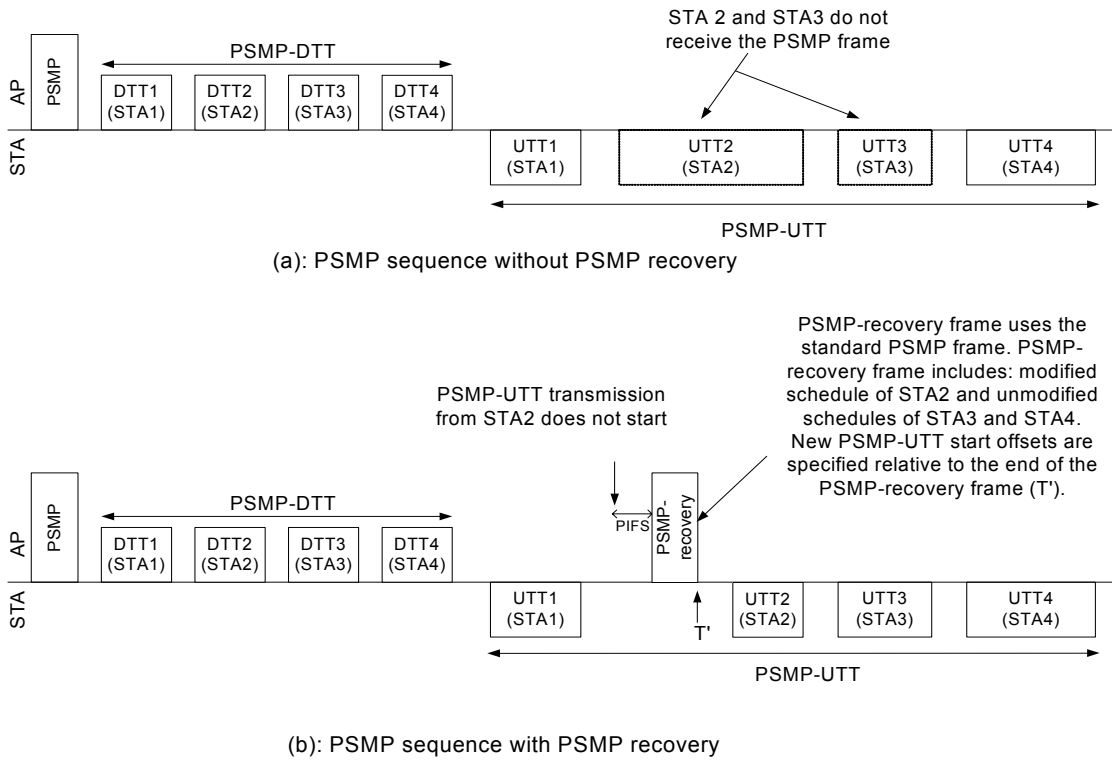 STA 2 and STA3 do not
receive the PSMP frame
AP
PSMP
PSMP-DTT
DTT1
(STA1)
DTT2
(STA2)
DTT3
(STA3)
DTT4
(STA4)
STA
UTT1
(STA1)
UTT2
(STA2)
UTT3
(STA3)
UTT4
(STA4)
PSMP-UTT
(a): PSMP sequence without PSMP recovery
PSMP-recovery frame uses the
standard PSMP frame. PSMP-
recovery frame includes: modified
schedule of STA2 and unmodified
schedules of STA3 and STA4.
New PSMP-UTT start offsets are
specified relative to the end of the
PSMP-recovery frame (T').
PSMP-UTT transmission
from STA2 does not start
AP
PSMP
PSMP-DTT
DTT1
(STA1)
DTT2
(STA2)
DTT3
(STA3)
DTT4
(STA4)
PIFS
PSMP-
recovery
STA
UTT1
(STA1)
T'
UTT2
(STA2)
UTT3
(STA3)
UTT4
(STA4)
PSMP-UTT
(b): PSMP sequence with PSMP recovery